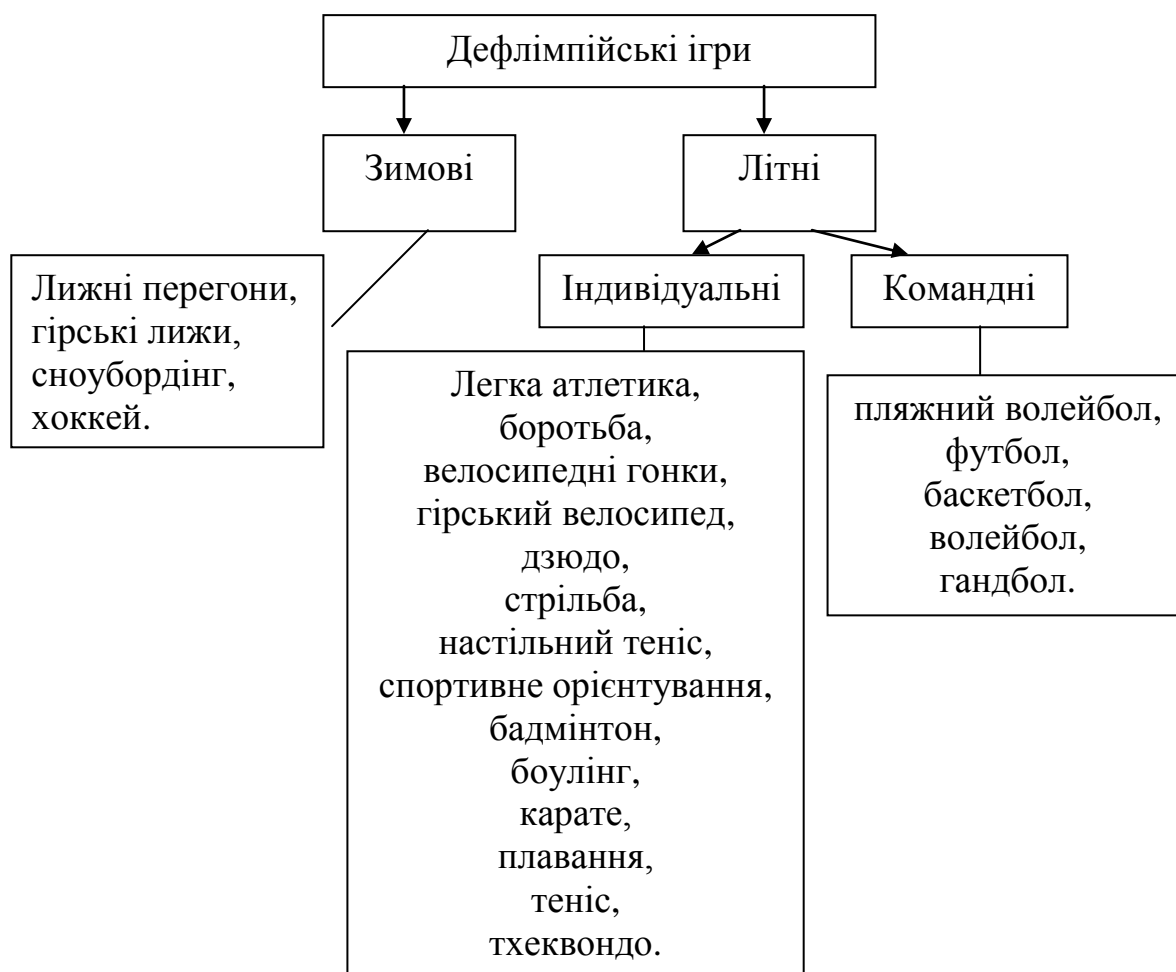 Дефлімпійські ігри
Зимові
Літні
Лижні перегони,
гірські лижи,
сноубордінг,
хоккей.
Індивідуальні
Командні
Легка атлетика,
боротьба,
велосипедні гонки,
гірський велосипед,
дзюдо,
стрільба,
настільний теніс,
спортивне орієнтування,
бадмінтон,
боулінг,
карате,
плавання,
теніс,
тхеквондо.
пляжний волейбол,
футбол,
баскетбол,
волейбол,
гандбол.